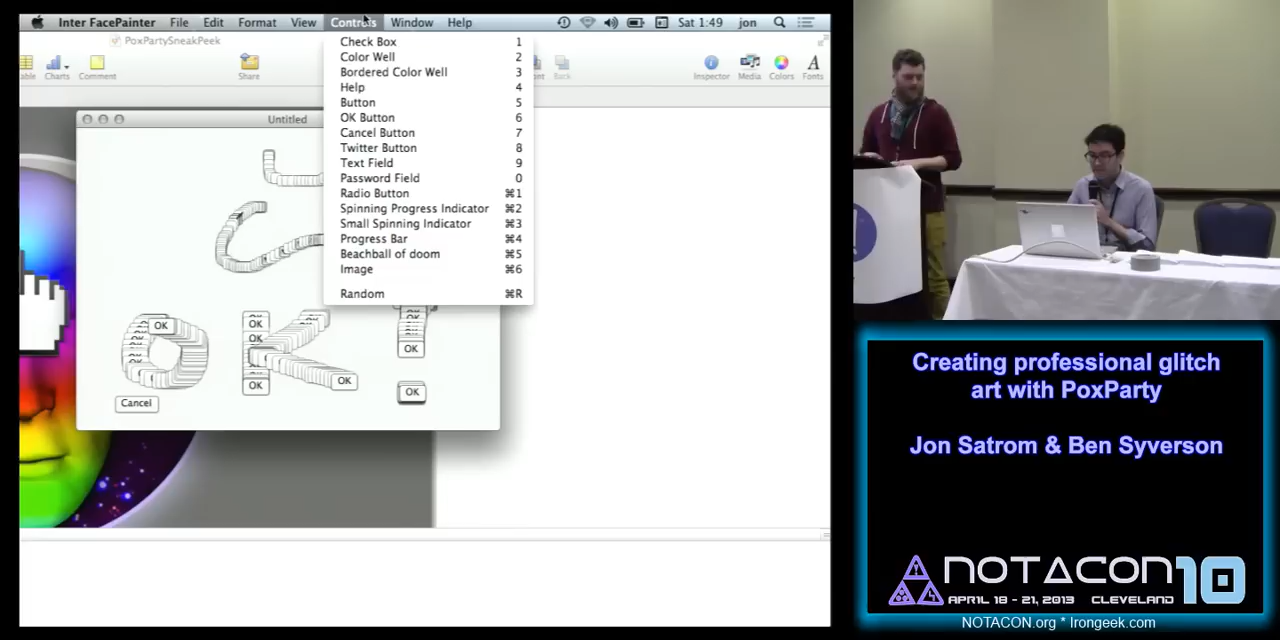 Inter FacePainter File Edit Format View Controls Window Help Sat 1:49 jon
PoxPartySneakPeek
Charts
Comment
Share
Back
Inspector
Media
Colors
Fonts
Untitled
Check Box 1
Color Well 2
Bordered Color Well 3
Help 4
Button 5
OK Button 6
Cancel Button 7
Twitter Button 8
Text Field 9
Password Field 0
Radio Button ⌘1
Spinning Progress Indicator ⌘2
Small Spinning Indicator ⌘3
Progress Bar ⌘4
Beachball of doom ⌘5
Image ⌘6
Random ⌘R
OK
OK
OK
OK
OK
OK
OK
OK
Cancel
Creating professional glitch
art with PoxParty
Jon Satrom & Ben Syverson
NOTACON 10
APRIL 18 - 21, 2013 CLEVELAND
NOTACON.org * Irongeek.com